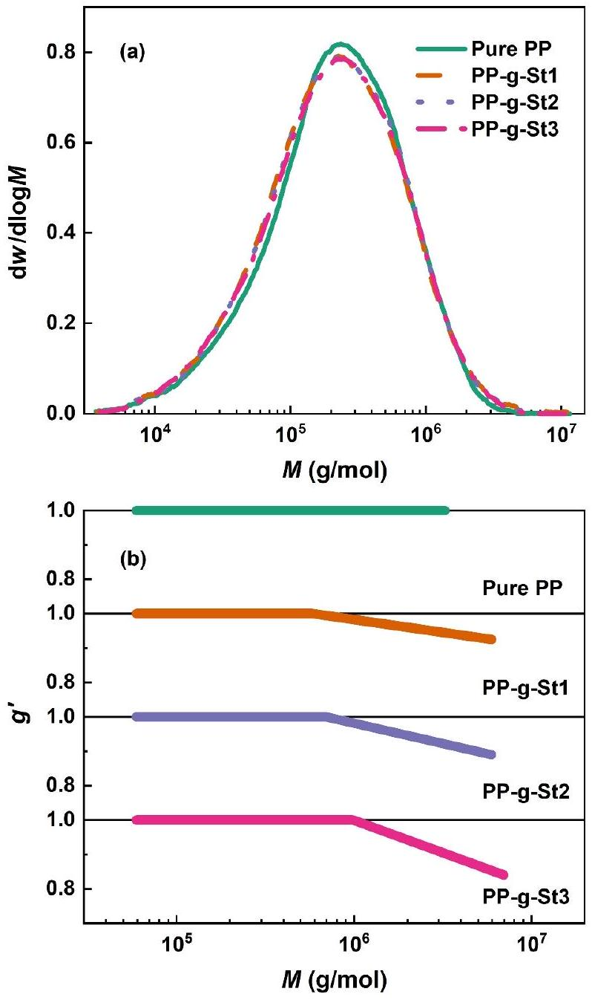 (a)
Pure PP
PP-g-St1
PP-g-St2
PP-g-St3
0.8
0.6
0.4
0.2
0.0
dw/dlogM
10⁴ 10⁵ 10⁶ 10⁷
M (g/mol)
(b)
1.0
0.8
Pure PP
1.0
0.8
PP-g-St1
1.0
0.8
PP-g-St2
1.0
0.8
PP-g-St3
g'
10⁵ 10⁶ 10⁷
M (g/mol)